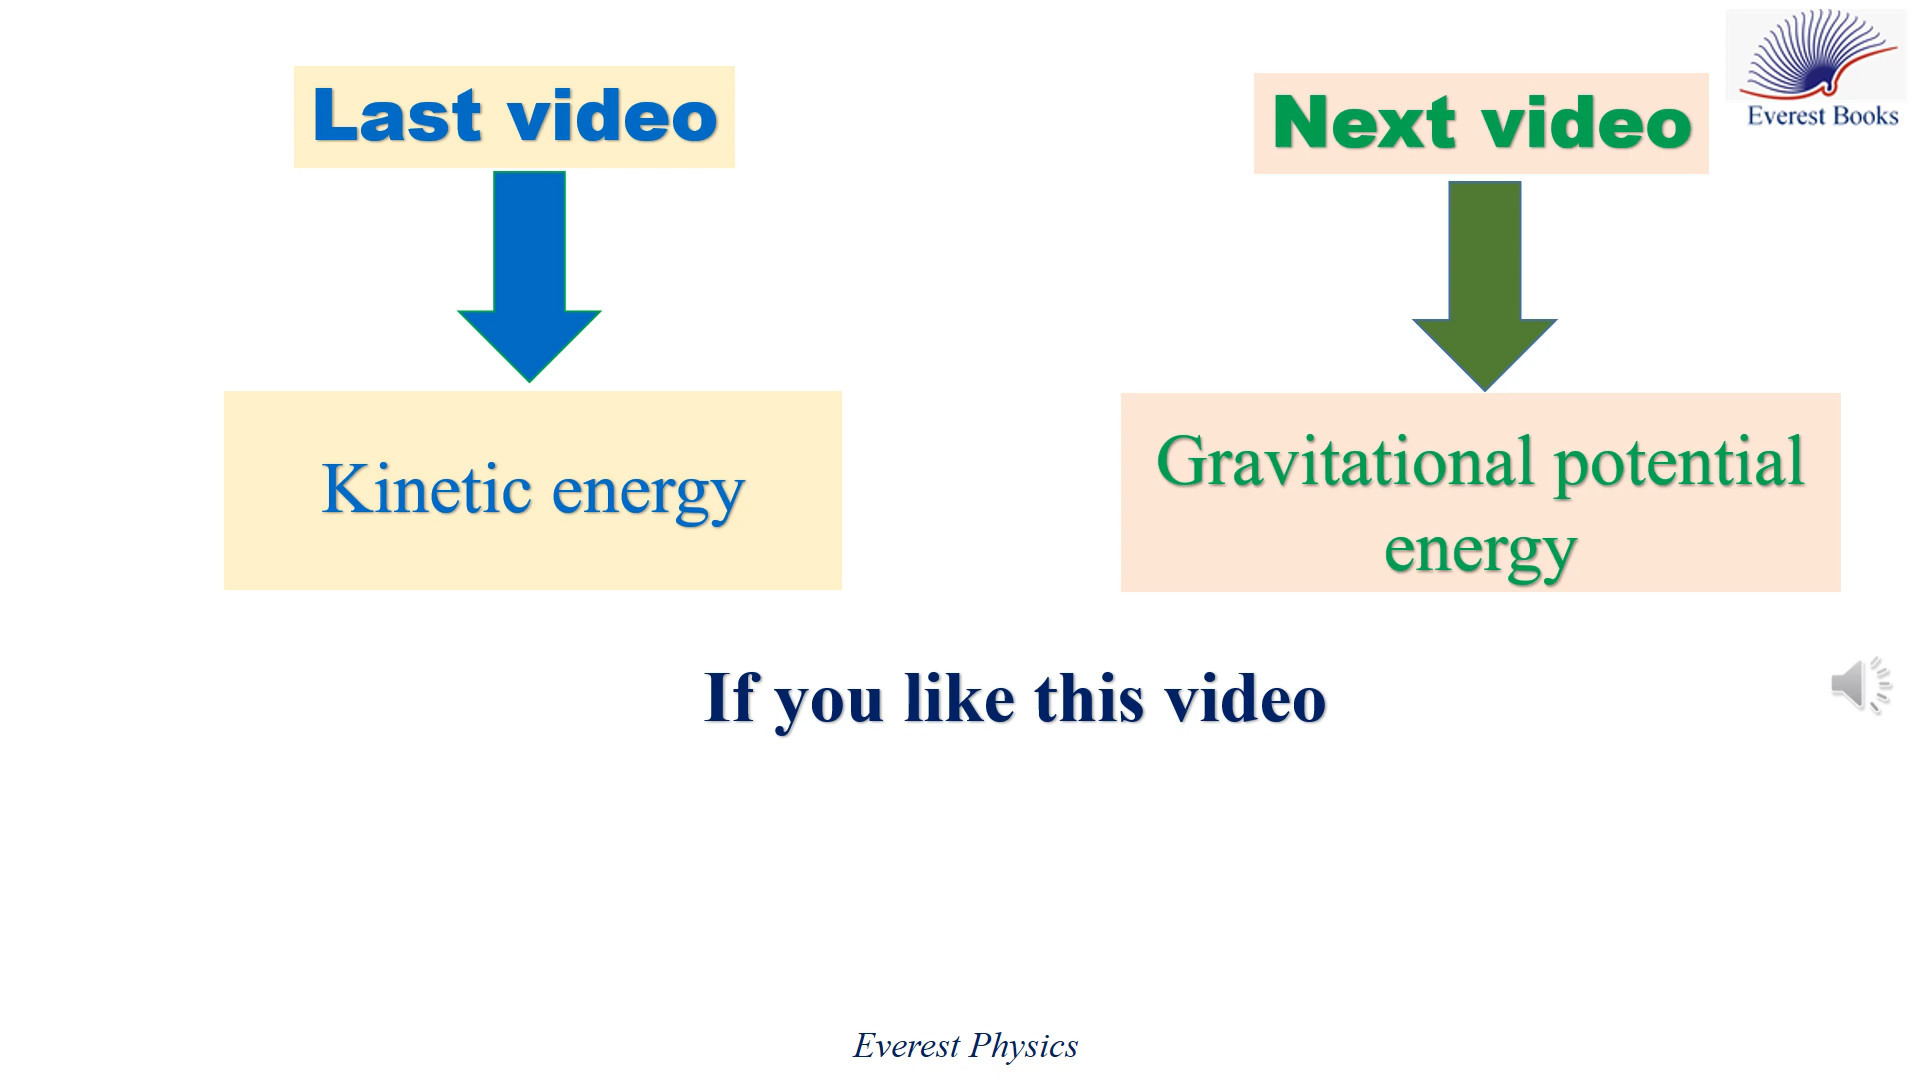 Last video
Next video
Everest Books
Kinetic energy
Gravitational potential
energy
If you like this video
Everest Physics